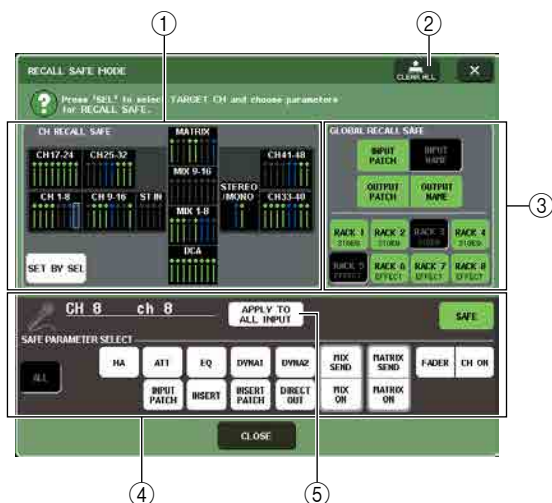 ①
②
RECALL SAFE MODE
CLEAR ALL
×
?
Press "SEL" to select TARGET CH and choose parameters
for RECALL SAFE.
CH RECALL SAFE
MATRIX
CH17-24
CH25-32
CH41-48
MIX 9-16
CH 1-8
CH 9-16
ST IN
STEREO
/MONO
CH33-40
MIX 1-8
DCA
SET BY SEL
GLOBAL RECALL SAFE
INPUT
PATCH
INPUT
NAME
OUTPUT
PATCH
OUTPUT
NAME
RACK 1
RACK 2
RACK 3
RACK 4
RACK 5
EFFECT
RACK 6
EFFECT
RACK 7
EFFECT
RACK 8
EFFECT
③
CH 8
ch 8
APPLY TO
ALL INPUT
SAFE
SAFE PARAMETER SELECT
ALL
HA
ATT
EQ
DYNA1
DYNA2
MIX
SEND
MATRIX
SEND
FADER
CH ON
INPUT
PATCH
INSERT
INSERT
PATCH
DIRECT
OUT
MIX
ON
MATRIX
ON
CLOSE
④
⑤